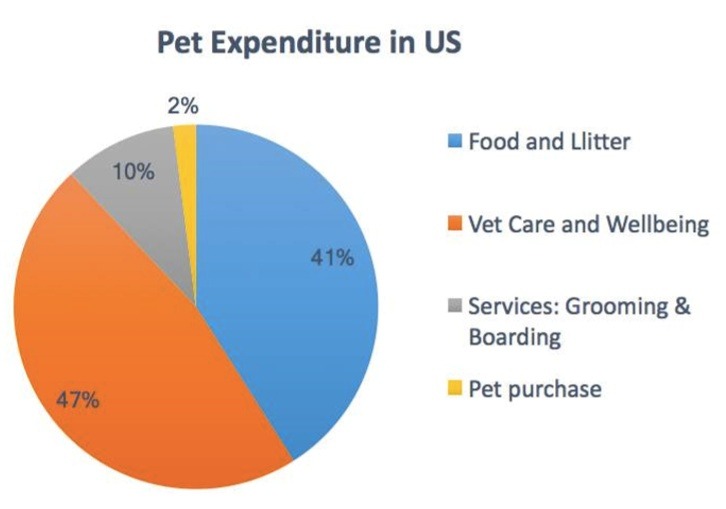 Pet Expenditure in US
2%
10%
41%
47%
Food and Llitter
Vet Care and Wellbeing
Services: Grooming &
Boarding
Pet purchase